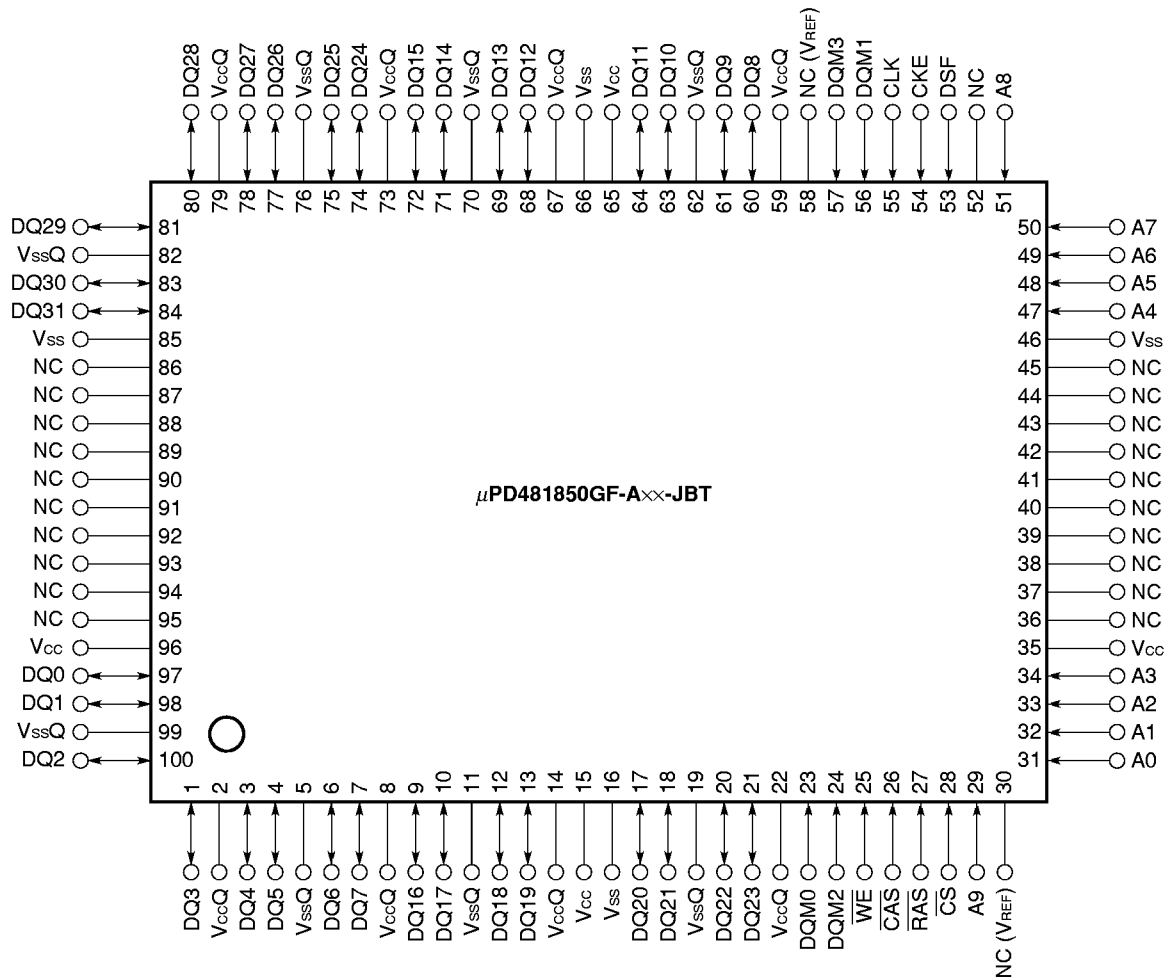 DQ28
VccQ
DQ27
DQ26
VssQ
DQ25
DQ24
VccQ
DQ15
DQ14
VssQ
DQ13
DQ12
VccQ
Vss
Vcc
DQ11
DQ10
VssQ
DQ9
DQ8
VccQ
NC (VREF)
DQM3
DQM1
CLK
CKE
DSF
NC
A8
80 79 78 77 76 75 74 73 72 71 70 69 68 67 66 65 64 63 62 61 60 59 58 57 56 55 54 53 52 51
DQ29 81 50 A7
VssQ 82 49 A6
DQ30 83 48 A5
DQ31 84 47 A4
Vss 85 46 Vss
NC 86 45 NC
NC 87 44 NC
NC 88 43 NC
NC 89 42 NC
NC 90 41 NC
NC 91 40 NC
NC 92 39 NC
NC 93 38 NC
NC 94 37 NC
NC 95 36 NC
Vcc 96 35 Vcc
DQ0 97 34 A3
DQ1 98 33 A2
VssQ 99 32 A1
DQ2 100 31 A0
μPD481850GF-A××-JBT
1 2 3 4 5 6 7 8 9 10 11 12 13 14 15 16 17 18 19 20 21 22 23 24 25 26 27 28 29 30
DQ3
VccQ
DQ4
DQ5
VssQ
DQ6
DQ7
VccQ
DQ16
DQ17
VssQ
DQ18
DQ19
VccQ
Vcc
Vss
DQ20
DQ21
VssQ
DQ22
DQ23
VccQ
DQM0
DQM2
W̅E̅
C̅A̅S̅
R̅A̅S̅
C̅S̅
A9
NC (VREF)